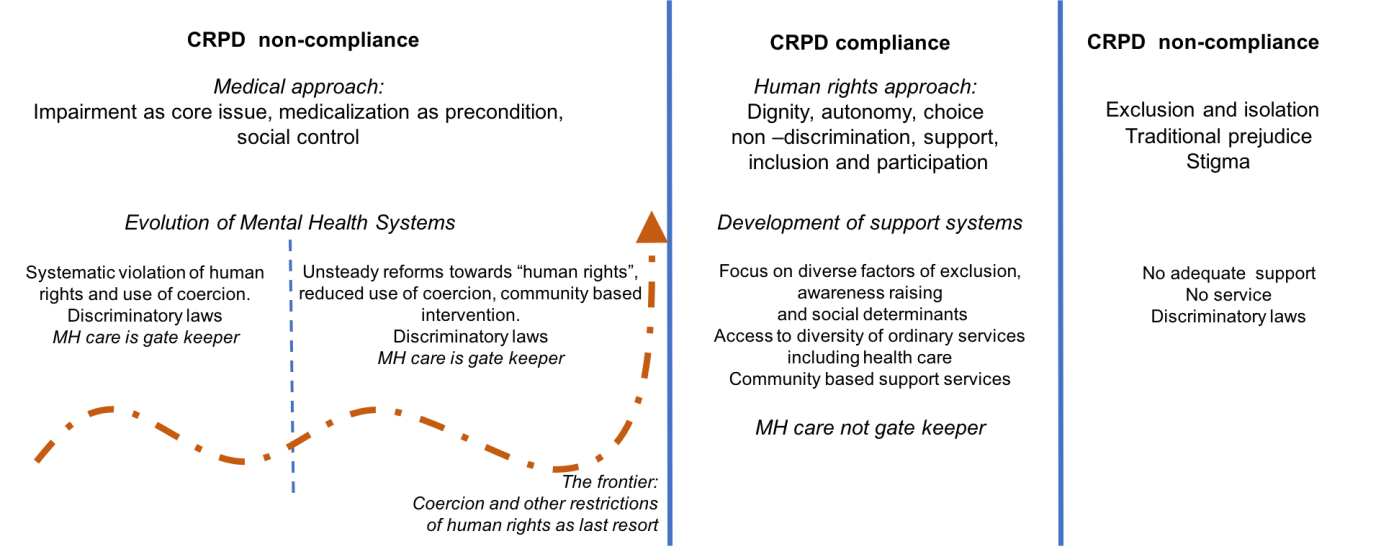 CRPD non-compliance
Medical approach:
Impairment as core issue, medicalization as precondition,
social control
Evolution of Mental Health Systems
Systematic violation of human
rights and use of coercion.
Discriminatory laws
MH care is gate keeper
Unsteady reforms towards “human rights”,
reduced use of coercion, community based
intervention.
Discriminatory laws
MH care is gate keeper
The frontier:
Coercion and other restrictions
of human rights as last resort
CRPD compliance
Human rights approach:
Dignity, autonomy, choice
non –discrimination, support,
inclusion and participation
Development of support systems
Focus on diverse factors of exclusion,
awareness raising
and social determinants
Access to diversity of ordinary services
including health care
Community based support services
MH care not gate keeper
CRPD non-compliance
Exclusion and isolation
Traditional prejudice
Stigma
No adequate support
No service
Discriminatory laws